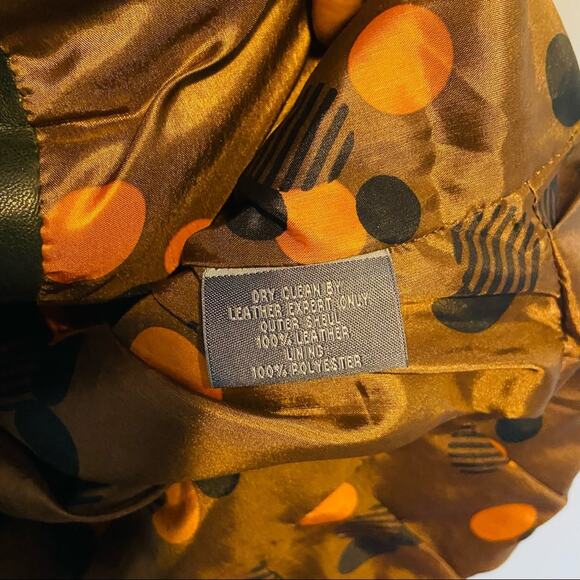 DRY CLEAN BY
LEATHER EXPERT ONLY
OUTER SHELL
100% LEATHER
LINING
100% POLYESTER